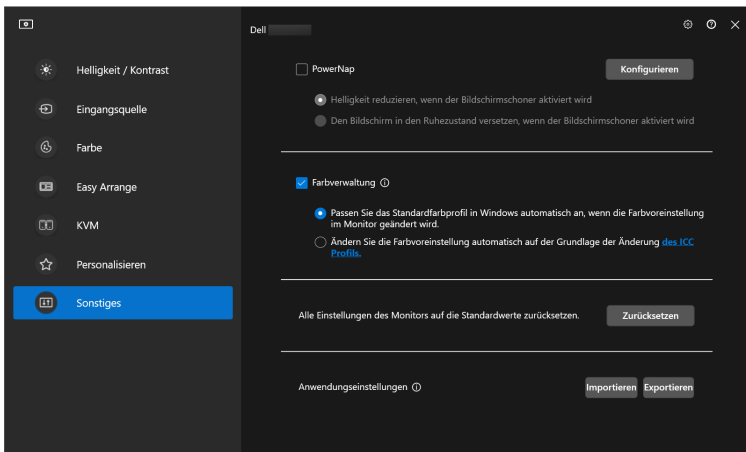 Dell
Helligkeit / Kontrast
Eingangsquelle
Farbe
Easy Arrange
KVM
Personalisieren
Sonstiges
PowerNap
Konfigurieren
Helligkeit reduzieren, wenn der Bildschirmschoner aktiviert wird
Den Bildschirm in den Ruhezustand versetzen, wenn der Bildschirmschoner aktiviert wird
Farbverwaltung
Passen Sie das Standardfarbprofil in Windows automatisch an, wenn die Farbvoreinstellung
im Monitor geändert wird.
Ändern Sie die Farbvoreinstellung automatisch auf der Grundlage der Änderung des ICC
Profils.
Alle Einstellungen des Monitors auf die Standardwerte zurücksetzen.
Zurücksetzen
Anwendungseinstellungen
Importieren
Exportieren